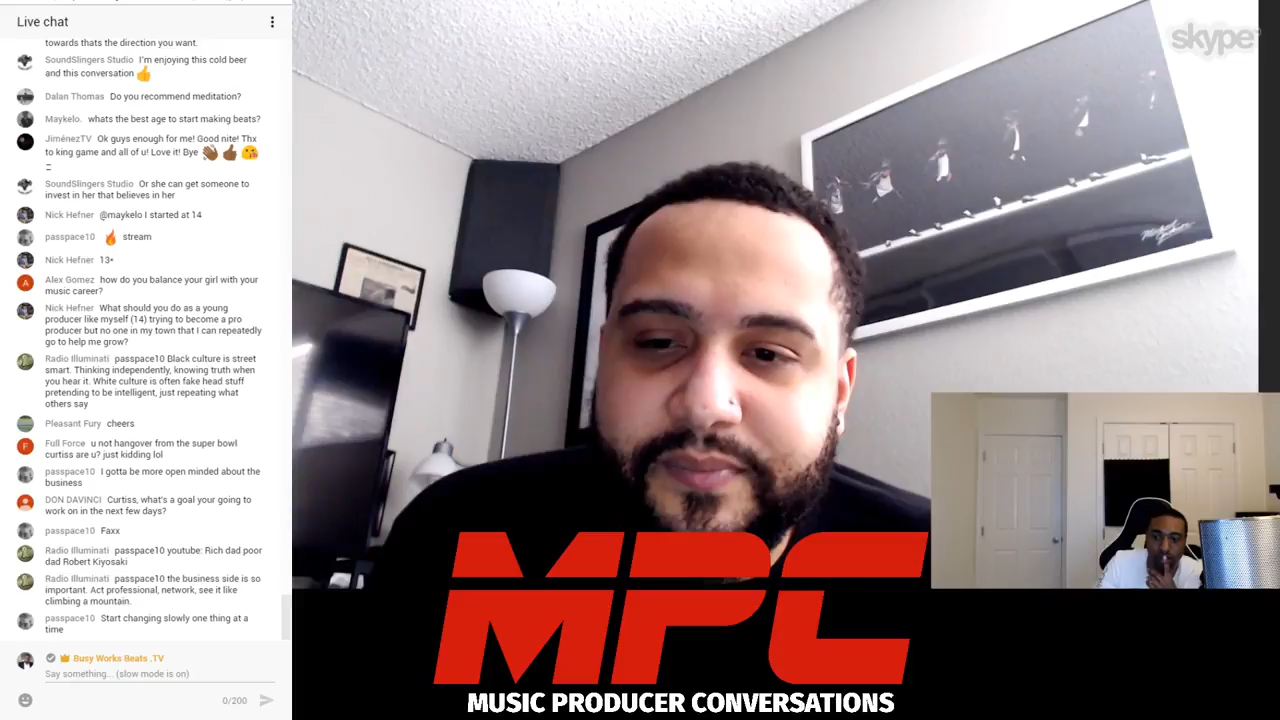 Live chat
towards thats the direction you want.
SoundSlingers Studio I'm enjoying this cold beer
and this conversation
Dalan Thomas Do you recommend meditation?
Maykelo. whats the best age to start making beats?
JiménezTV Ok guys enough for me! Good nite! Thx
to king game and all of u! Love it! Bye
SoundSlingers Studio Or she can get someone to
invest in her that believes in her
Nick Hefner @maykelo I started at 14
passpace10 stream
Nick Hefner 13*
A
Alex Gomez how do you balance your girl with your
music career?
Nick Hefner What should you do as a young
producer like myself (14) trying to become a pro
producer but no one in my town that I can repeatedly
go to help me grow?
Radio Illuminati passpace10 Black culture is street
smart. Thinking independently, knowing truth when
you hear it. White culture is often fake head stuff
pretending to be intelligent, just repeating what
others say
Pleasant Fury cheers
F
Full Force u not hangover from the super bowl
curtiss are u? just kidding lol
passpace10 I gotta be more open minded about the
business
DON DAVINCI Curtiss, what's a goal your going to
work on in the next few days?
passpace10 Faxx
Radio Illuminati passpace10 youtube: Rich dad poor
dad Robert Kiyosaki
Radio Illuminati passpace10 the business side is so
important. Act professional, network, see it like
climbing a mountain.
passpace10 Start changing slowly one thing at a
time
Busy Works Beats .TV
Say something... (slow mode is on)
0/200
skype
MPC
MUSIC PRODUCER CONVERSATIONS